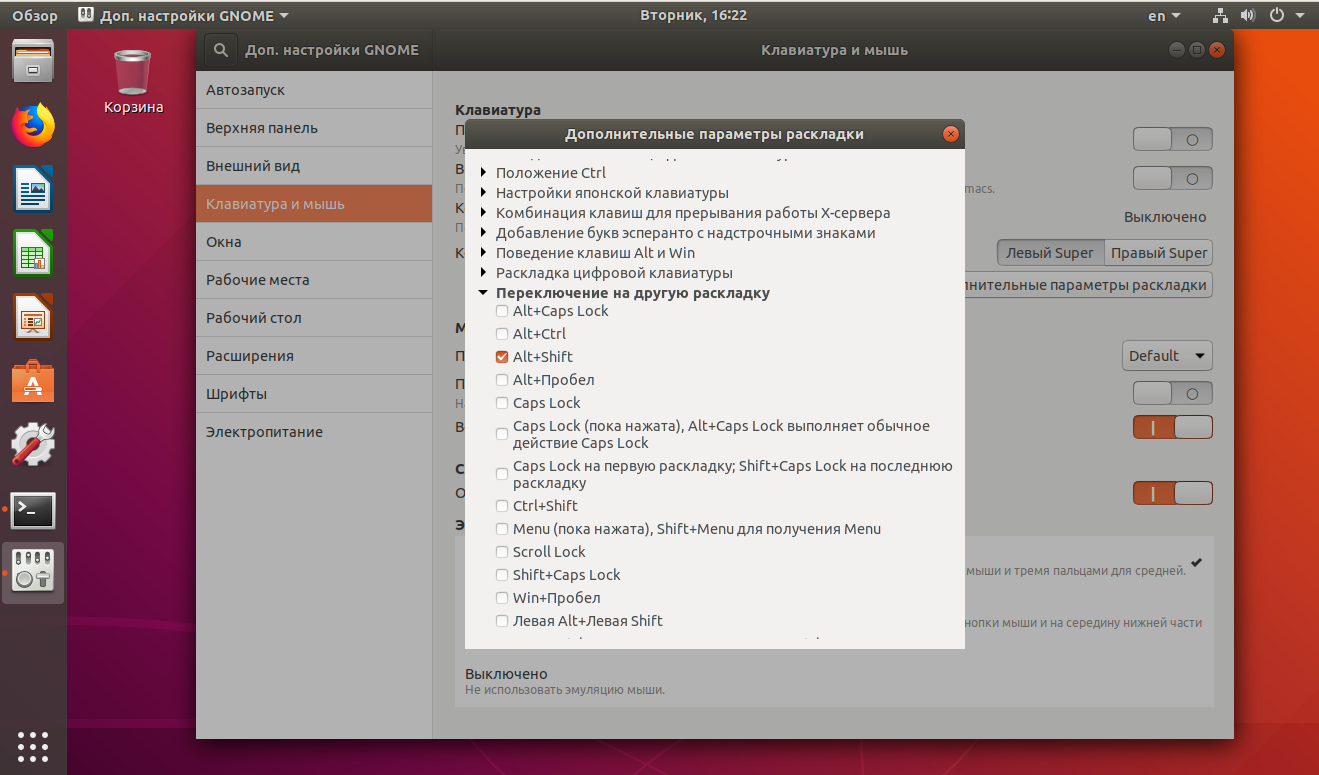 Обзор
Доп. настройки GNOME
Вторник, 16:22
en
Корзина
Доп. настройки GNOME
Клавиатура и мышь
Автозапуск
Верхняя панель
Внешний вид
Клавиатура и мышь
Окна
Рабочие места
Рабочий стол
Расширения
Шрифты
Электропитание
Клавиатура
macs.
Выключено
Левый Super
Правый Super
параметры раскладки
Default
мыши и тремя пальцами для средней.
мыши и на середину нижней части
Выключено
Не использовать эмуляцию мыши.
Дополнительные параметры раскладки
Положение Ctrl
Настройки японской клавиатуры
Комбинация клавиш для прерывания работы X-сервера
Добавление букв эсперанто с надстрочными знаками
Поведение клавиш Alt и Win
Раскладка цифровой клавиатуры
Переключение на другую раскладку
Alt+Caps Lock
Alt+Ctrl
Alt+Shift
Alt+Пробел
Caps Lock
Caps Lock (пока нажата), Alt+Caps Lock выполняет обычное
действие Caps Lock
Caps Lock на первую раскладку; Shift+Caps Lock на последнюю
раскладку
Ctrl+Shift
Menu (пока нажата), Shift+Menu для получения Menu
Scroll Lock
Shift+Caps Lock
Win+Пробел
Левая Alt+Левая Shift